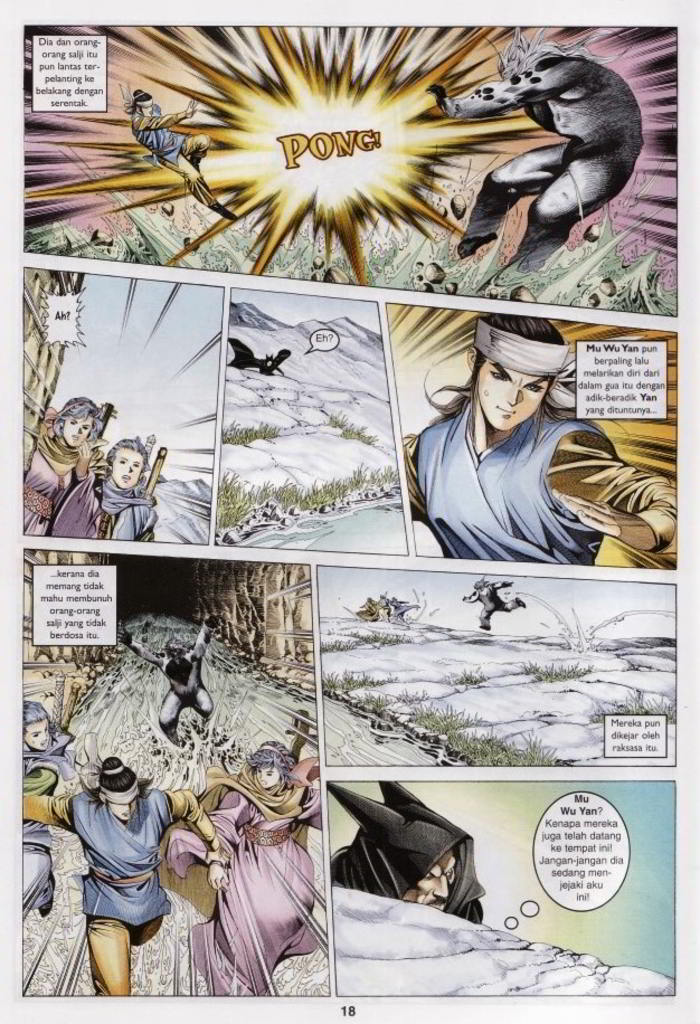 Dia dan orang-
orang salji itu
pun lantas ter-
pelanting ke
belakang dengan
serentak.
PONG!
Ah?
Eh?
Mu Wu Yan pun
berpaling lalu
melarikan diri dari
dalam gua itu dengan
adik-beradik Yan
yang dituntunya...
...kerana dia
memang tidak
mahu membunuh
orang-orang
salji yang tidak
berdosa itu.
Mereka pun
dikejar oleh
raksasa itu.
Mu
Wu Yan?
Kenapa mereka
juga telah datang
ke tempat ini!
Jangan-jangan dia
sedang men-
jejaki aku
ini!
18